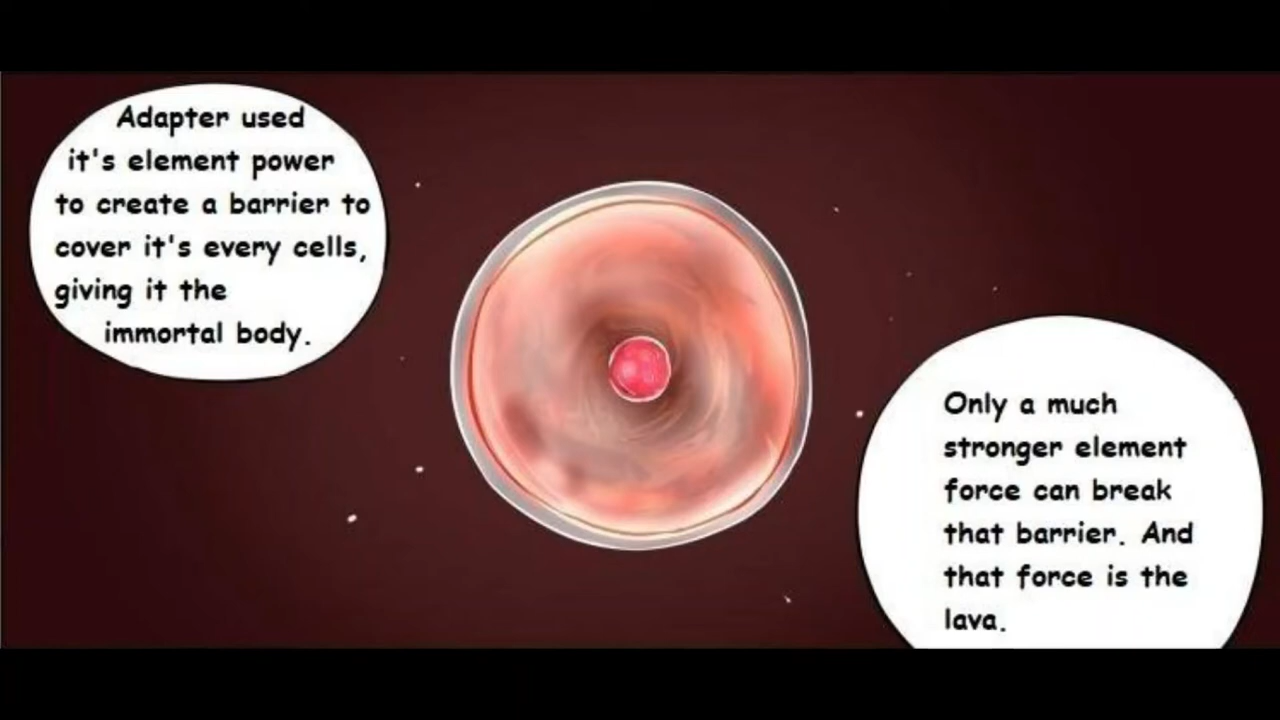 Adapter used
it's element power
to create a barrier to
cover it's every cells,
giving it the
immortal body.
Only a much
stronger element
force can break
that barrier. And
that force is the
lava.